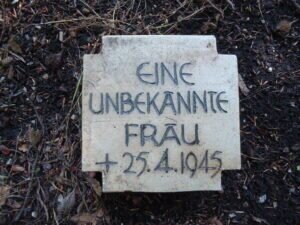 EINE
UNBEKANNTE
FRAU
+ 25.4.1945